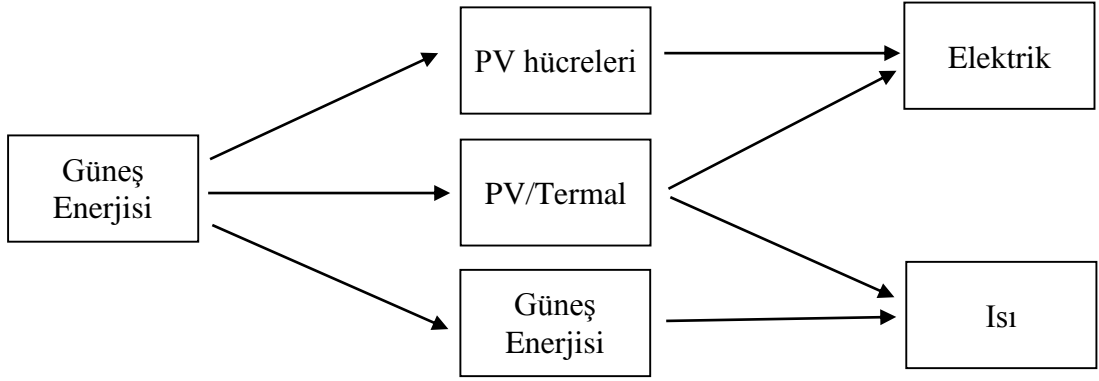 Güneş
Enerjisi
PV hücreleri
PV/Termal
Güneş
Enerjisi
Elektrik
Isı